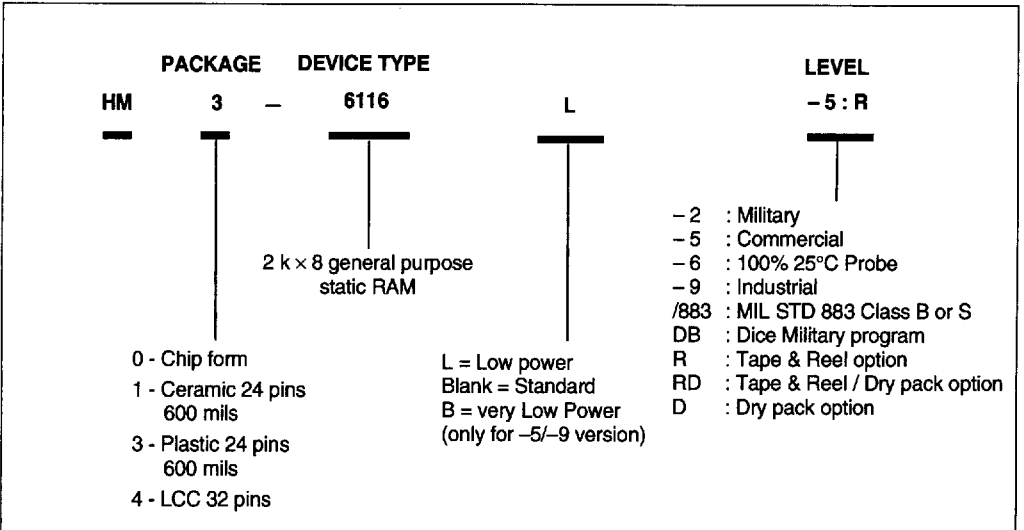 PACKAGE DEVICE TYPE LEVEL
HM 3 – 6116 L – 5 : R
2 k × 8 general purpose
static RAM
0 - Chip form
1 - Ceramic 24 pins
600 mils
3 - Plastic 24 pins
600 mils
4 - LCC 32 pins
L = Low power
Blank = Standard
B = very Low Power
(only for –5/–9 version)
– 2 : Military
– 5 : Commercial
– 6 : 100% 25°C Probe
– 9 : Industrial
/883 : MIL STD 883 Class B or S
DB : Dice Military program
R : Tape & Reel option
RD : Tape & Reel / Dry pack option
D : Dry pack option